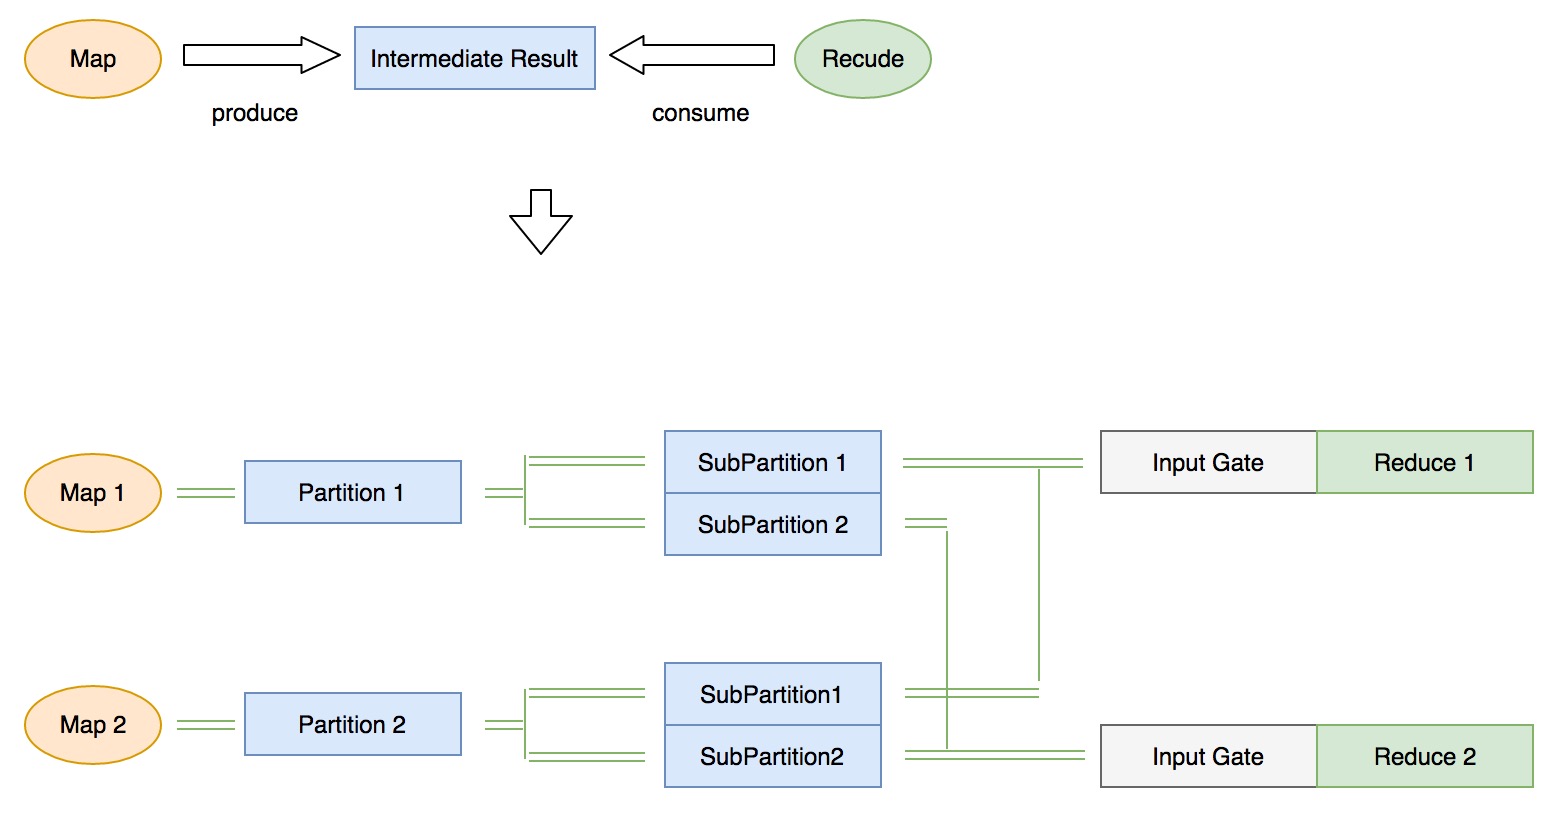 Map
Intermediate Result
Recude
produce
consume
Map 1
Partition 1
SubPartition 1
SubPartition 2
Input Gate
Reduce 1
Map 2
Partition 2
SubPartition1
SubPartition2
Input Gate
Reduce 2